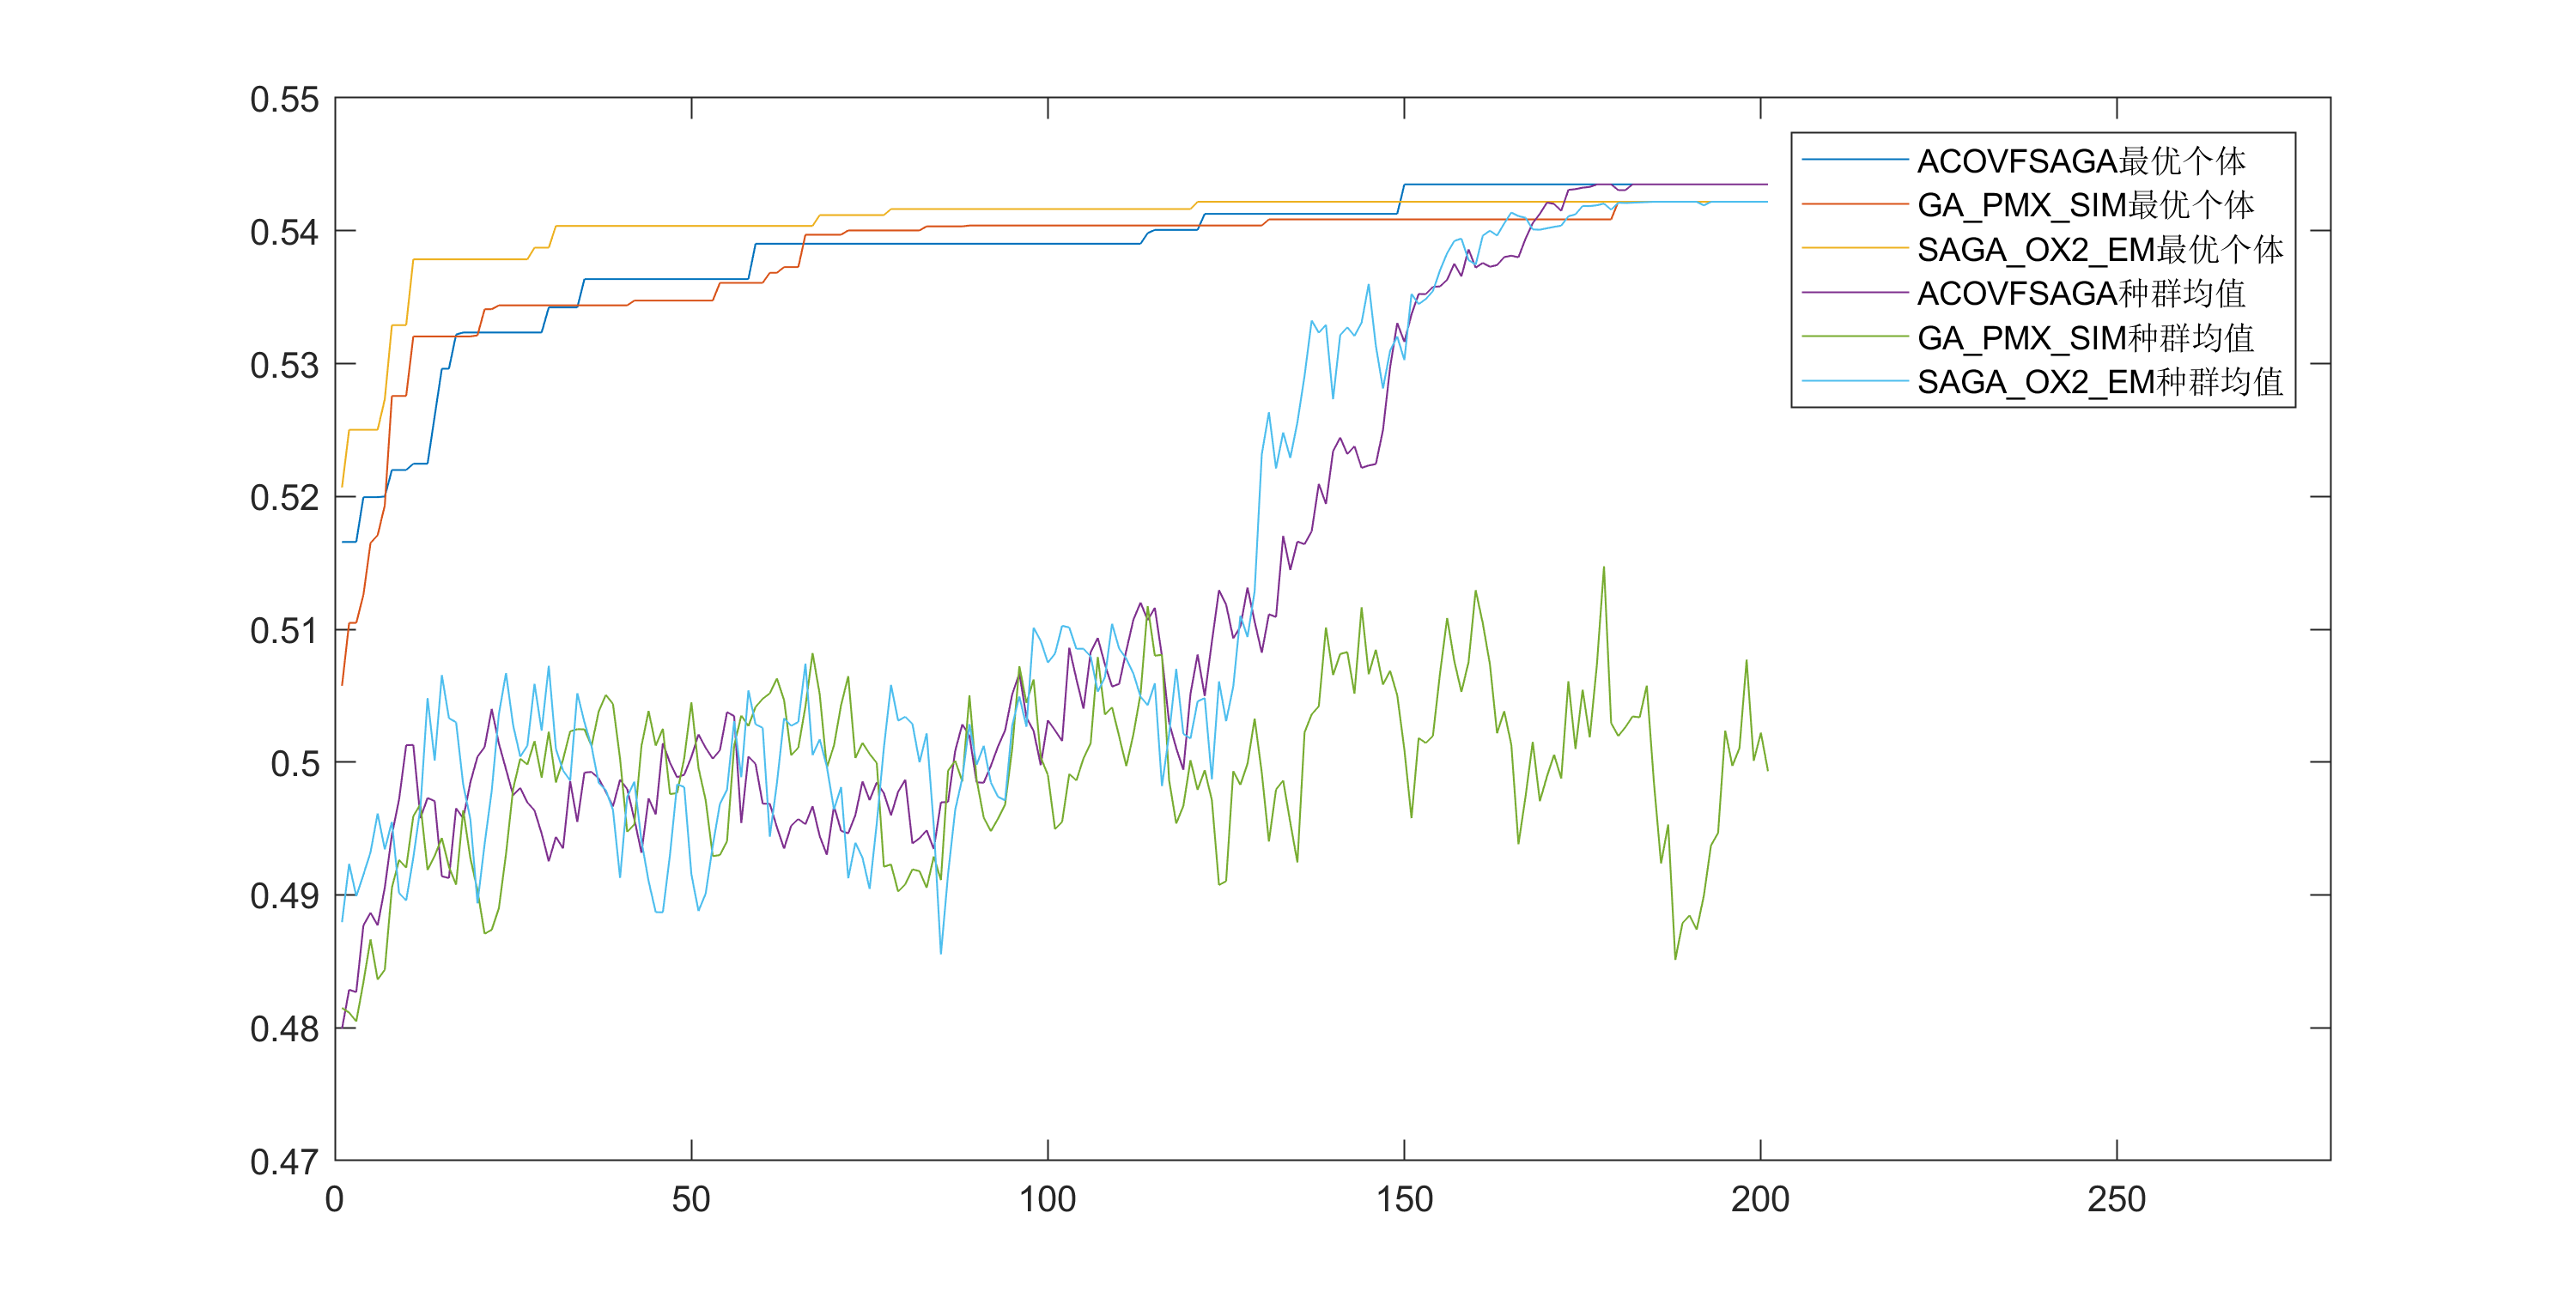 0.55
0.54
0.53
0.52
0.51
0.5
0.49
0.48
0.47
0 50 100 150 200 250
ACOVFSAGA最优个体
GA_PMX_SIM最优个体
SAGA_OX2_EM最优个体
ACOVFSAGA种群均值
GA_PMX_SIM种群均值
SAGA_OX2_EM种群均值